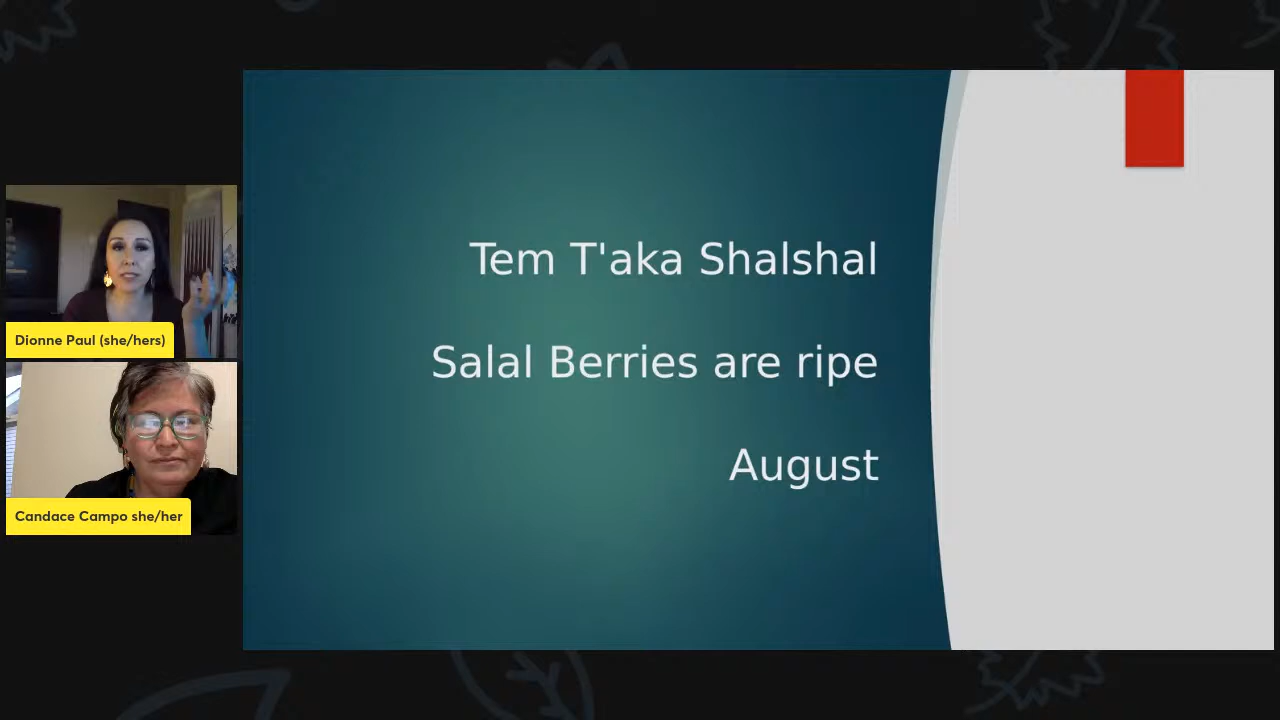 Tem T'aka Shalshal
Salal Berries are ripe
August
Dionne Paul (she/hers)
Candace Campo she/her